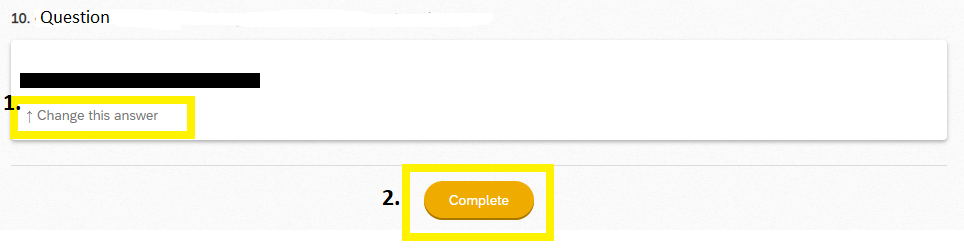 10. Question
1.
↑ Change this answer
2.
Complete